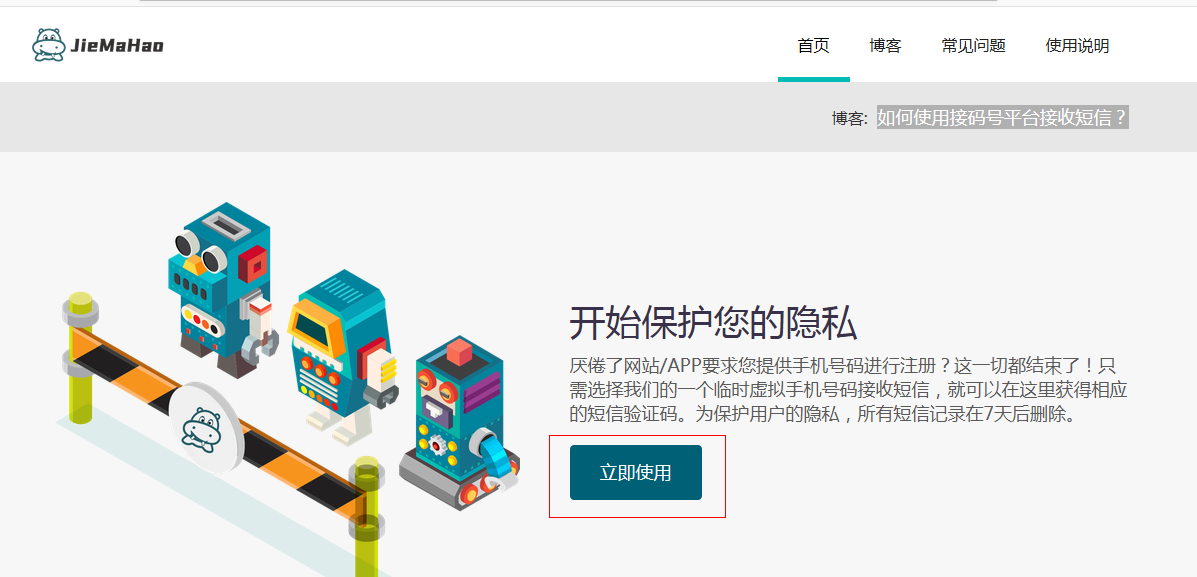 JieMaHao
首页 博客 常见问题 使用说明
博客: 如何使用接码号平台接收短信？
开始保护您的隐私
厌倦了网站/APP要求您提供手机号码进行注册？这一切都结束了！只
需选择我们的一个临时虚拟手机号码接收短信，就可以在这里获得相应
的短信验证码。为保护用户的隐私，所有短信记录在7天后删除。
立即使用